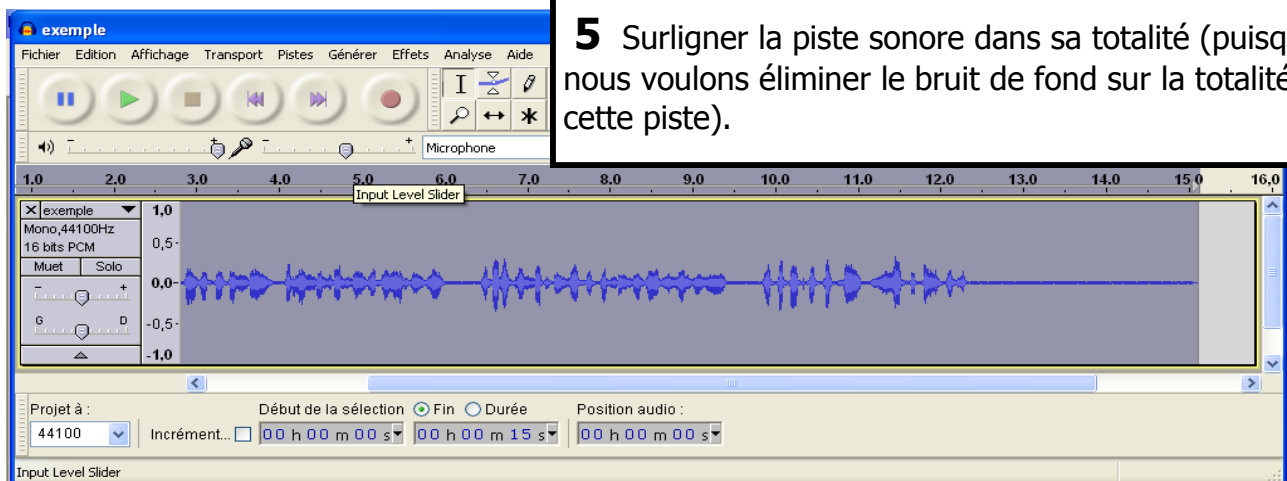 exemple
Fichier Edition Affichage Transport Pistes Générer Effets Analyse Aide
5 Surligner la piste sonore dans sa totalité (puisq
nous voulons éliminer le bruit de fond sur la totalité
cette piste).
Microphone
1.0 2.0 3.0 4.0 5.0 6.0 7.0 8.0 9.0 10.0 11.0 12.0 13.0 14.0 15.0 16,0
Input Level Slider
exemple
Mono,44100Hz
16 bits PCM
Muet Solo
- +
G D
1,0
0,5
0,0
-0,5
-1,0
Projet à :
44100
Incrément...
Début de la sélection Fin Durée
00 h 00 m 00 s 00 h 00 m 15 s
Position audio :
00 h 00 m 00 s
Input Level Slider